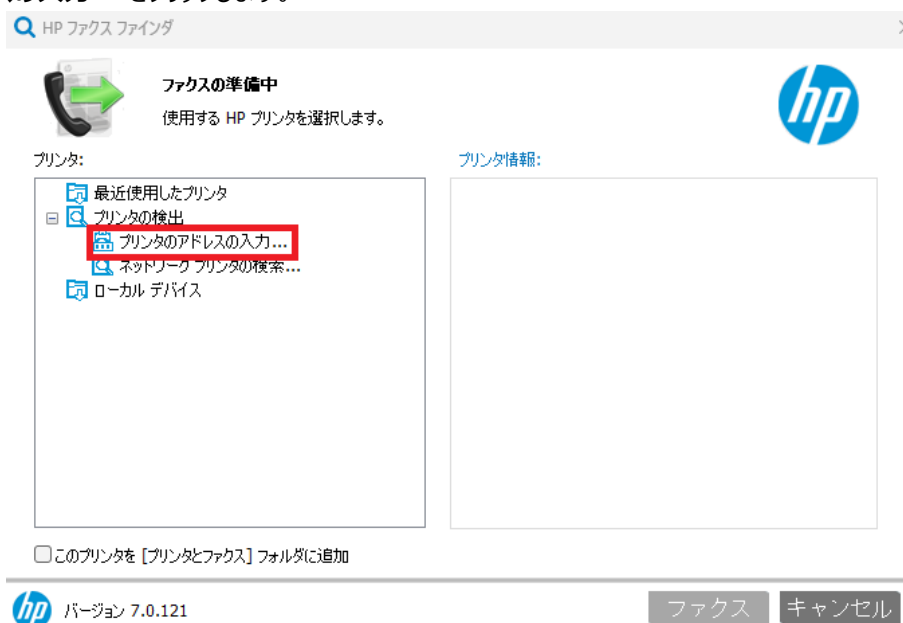 をクリックします。
HP ファクス ファインダ
ファクスの準備中
使用する HP プリンタを選択します。
hp
プリンタ:
プリンタ情報:
最近使用したプリンタ
プリンタの検出
プリンタのアドレスの入力...
ネットワーク プリンタの検索...
ローカル デバイス
このプリンタを [プリンタとファクス] フォルダに追加
hp
バージョン 7.0.121
ファクス
キャンセル